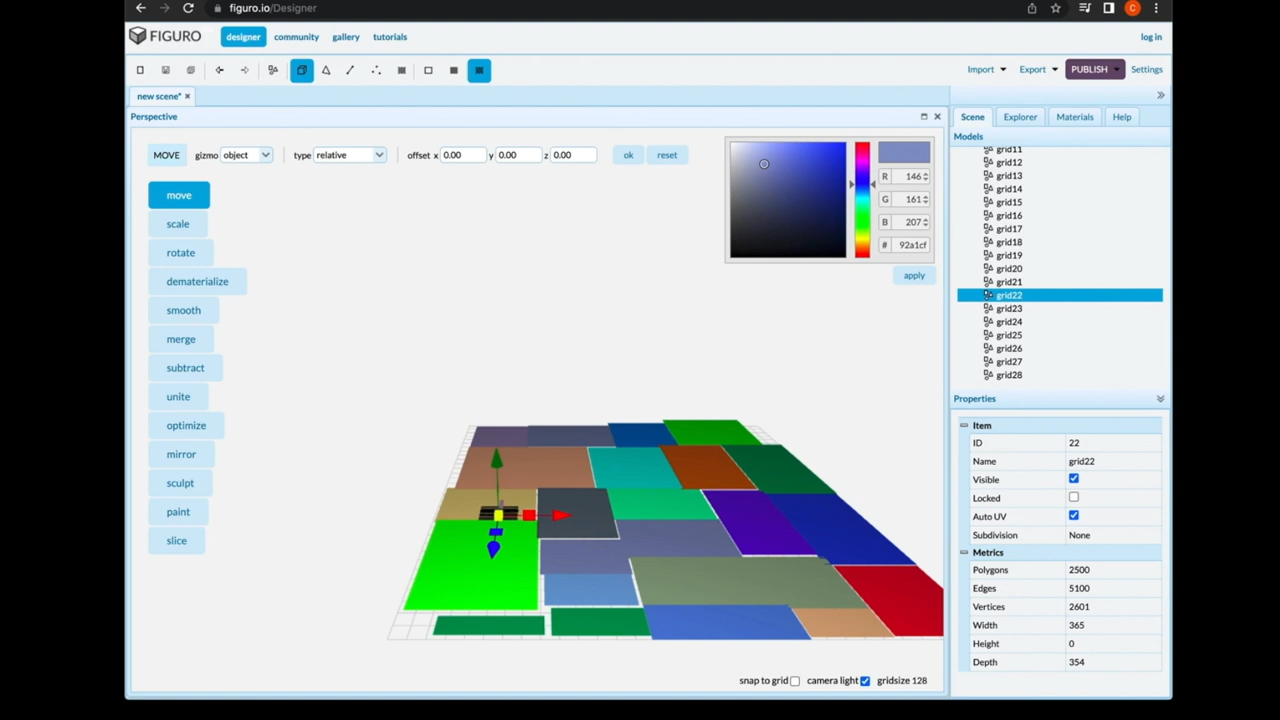 figuro.io/Designer
C
FIGURO designer community gallery tutorials log in
Import Export PUBLISH Settings
new scene*
Perspective
MOVE gizmo object type relative offset x 0.00 y 0.00 z 0.00 ok reset
move
scale
rotate
dematerialize
smooth
merge
subtract
unite
optimize
mirror
sculpt
paint
slice
R 146
G 161
B 207
# 92a1cf
apply
snap to grid camera light gridsize 128
Scene Explorer Materials Help
Models
grid11
grid12
grid13
grid14
grid15
grid16
grid17
grid18
grid19
grid20
grid21
grid22
grid23
grid24
grid25
grid26
grid27
grid28
Properties
Item
ID 22
Name grid22
Visible
Locked
Auto UV
Subdivision None
Metrics
Polygons 2500
Edges 5100
Vertices 2601
Width 365
Height 0
Depth 354